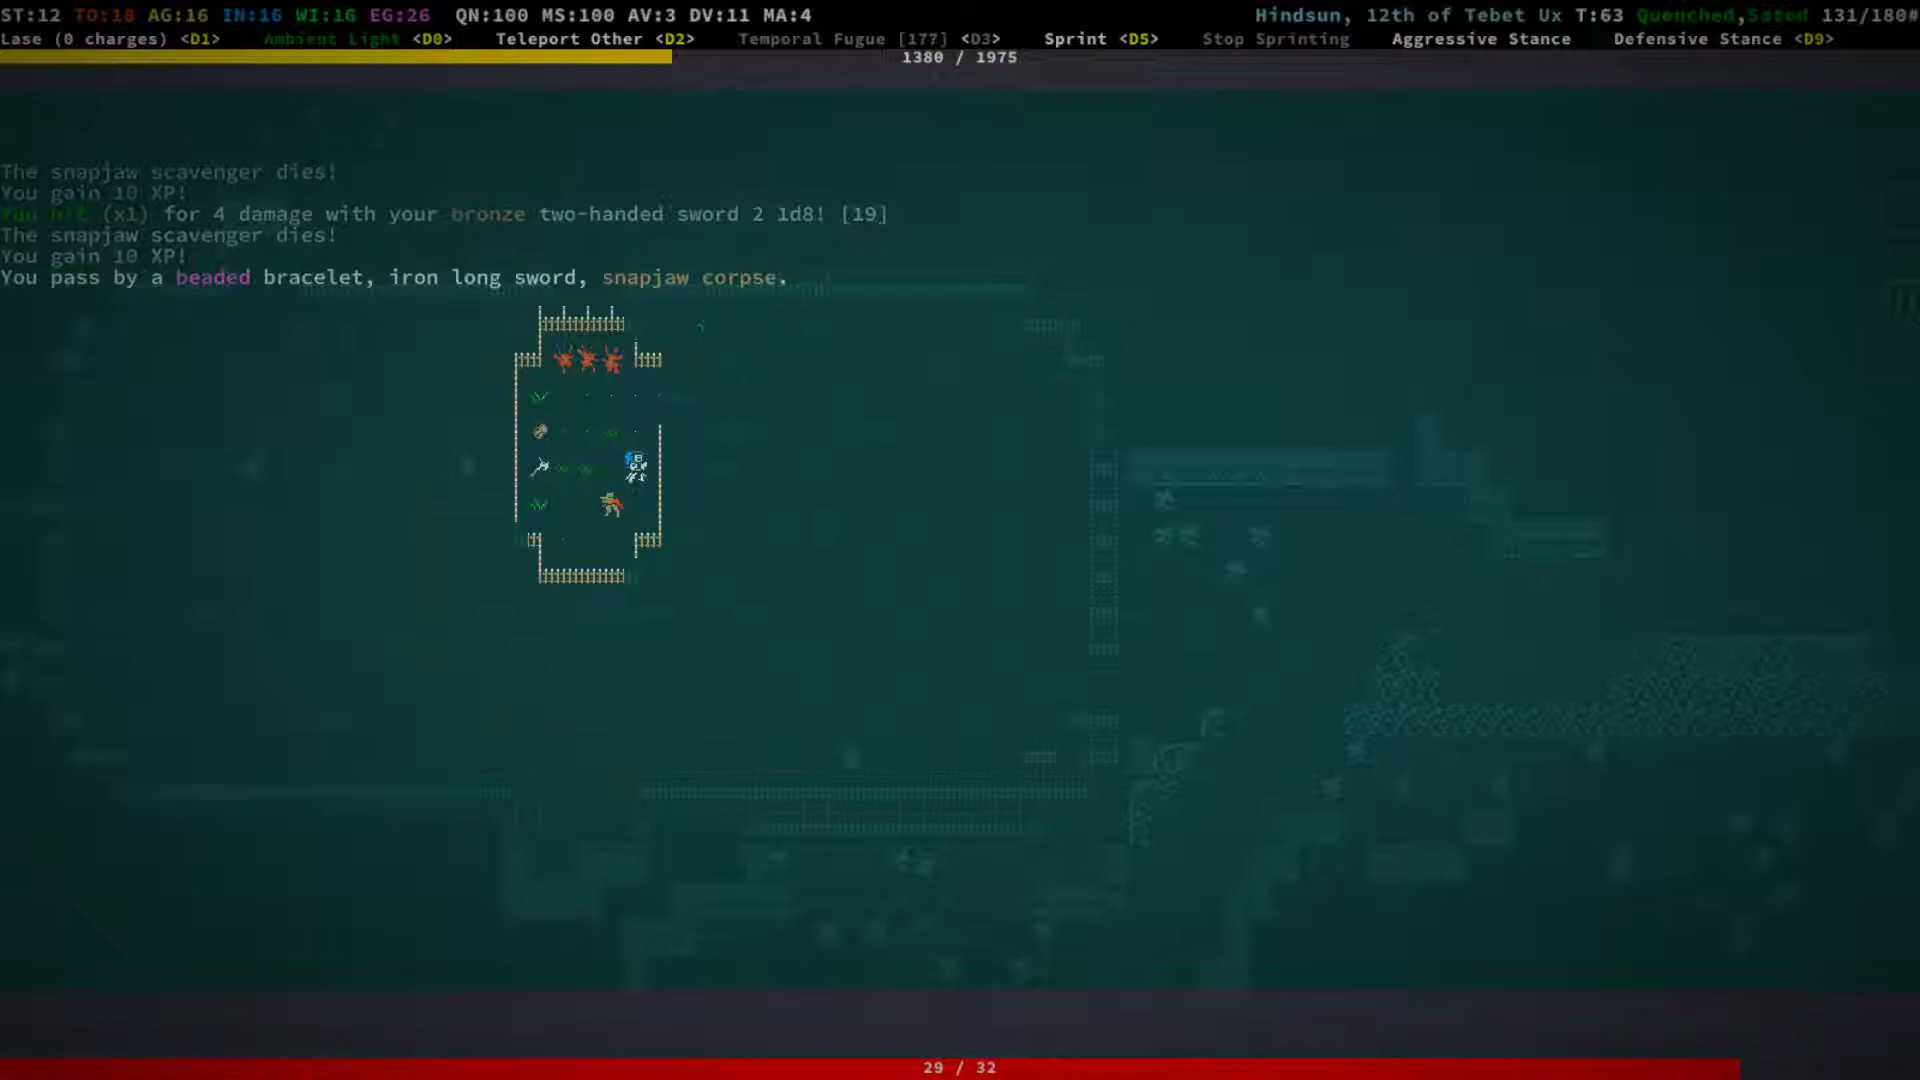 ST:12 TO:18 AG:16 IN:16 WI:16 EG:26 QN:100 MS:100 AV:3 DV:11 MA:4 Hindsun, 12th of Tebet Ux T:63 Quenched,Sated 131/180#
Lase (0 charges) <D1> Ambient Light <D0> Teleport Other <D2> Temporal Fugue [177] <D3> Sprint <D5> Stop Sprinting Aggressive Stance Defensive Stance <D9>
1380 / 1975
The snapjaw scavenger dies!
You gain 10 XP!
You hit (x1) for 4 damage with your bronze two-handed sword 2 1d8! [19]
The snapjaw scavenger dies!
You gain 10 XP!
You pass by a beaded bracelet, iron long sword, snapjaw corpse.
29 / 32